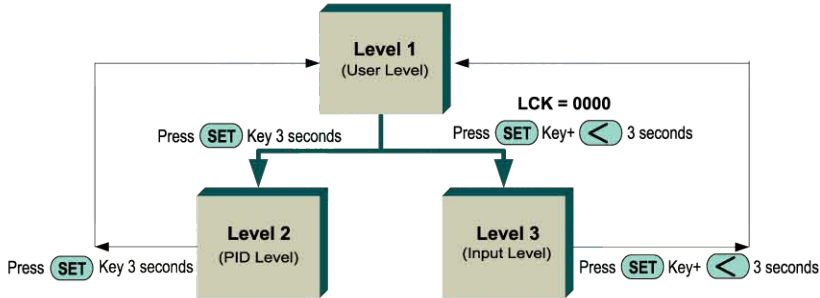 Level 1
(User Level)
LCK = 0000
Press SET Key 3 seconds
Press SET Key+ < 3 seconds
Level 2
(PID Level)
Level 3
(Input Level)
Press SET Key 3 seconds
Press SET Key+ < 3 seconds